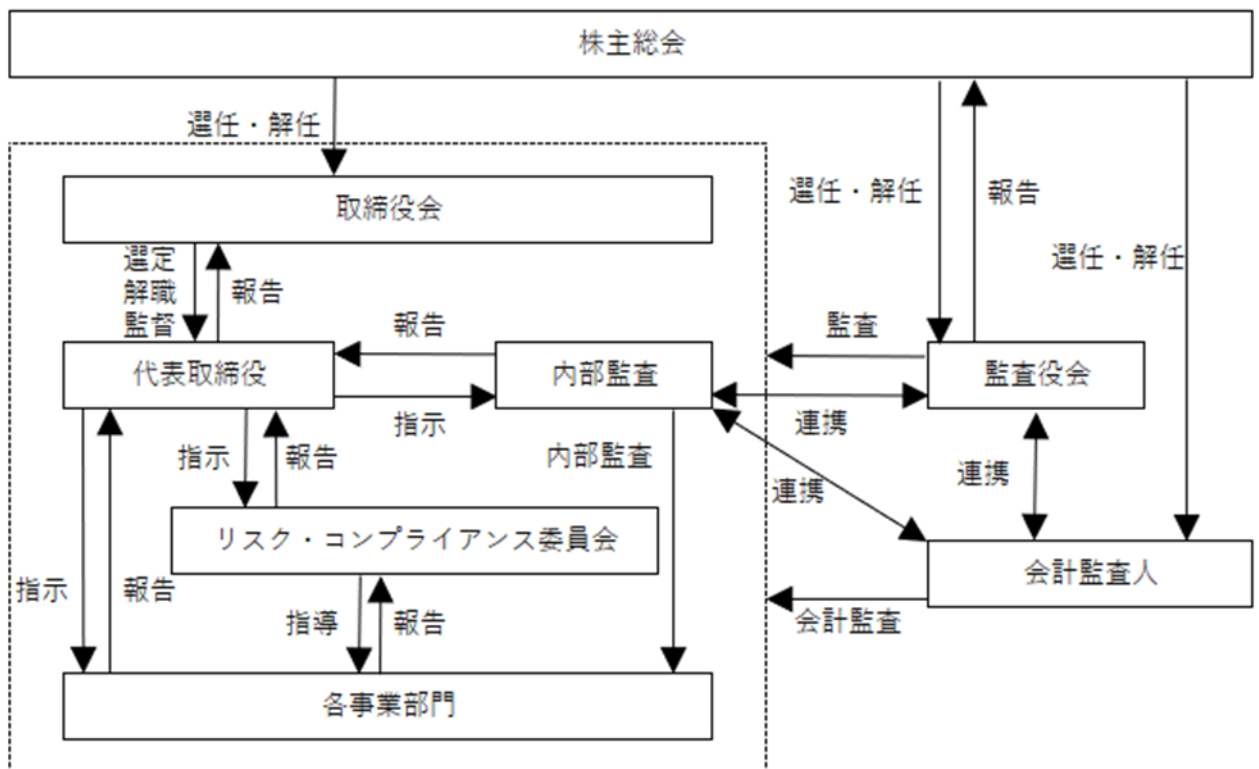 株主総会
選任・解任
選任・解任
報告
選任・解任
取締役会
選定
解職
監督
報告
報告
監査
代表取締役
内部監査
監査役会
指示
連携
指示
報告
内部監査
連携
連携
リスク・コンプライアンス委員会
会計監査人
指示
報告
指導
報告
会計監査
各事業部門